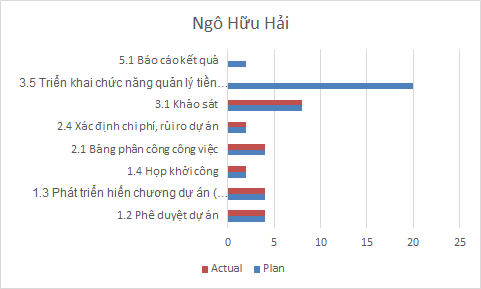 Ngô Hữu Hải
5.1 Báo cáo kết quả
3.5 Triển khai chức năng quản lý tiền…
3.1 Khảo sát
2.4 Xác định chi phí, rủi ro dự án
2.1 Bảng phân công công việc
1.4 Họp khởi công
1.3 Phát triển hiến chương dự án (…
1.2 Phê duyệt dự án
0 5 10 15 20 25
Actual Plan